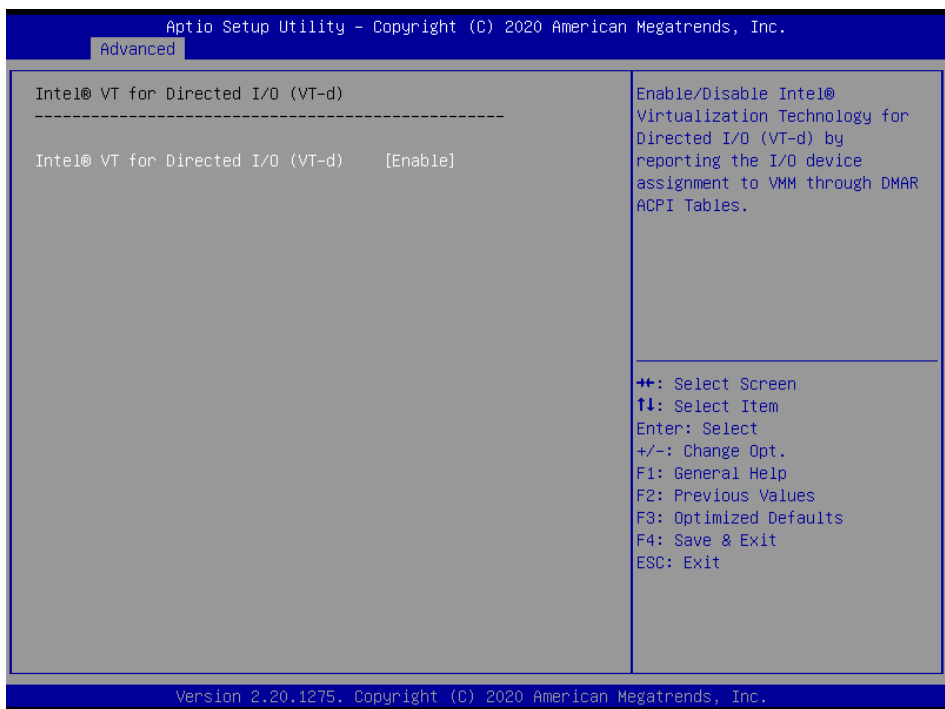 Aptio Setup Utility – Copyright (C) 2020 American Megatrends, Inc.
Advanced
Intel® VT for Directed I/O (VT-d)
--------------------------------------------------
Intel® VT for Directed I/O (VT-d) [Enable]
Enable/Disable Intel®
Virtualization Technology for
Directed I/O (VT-d) by
reporting the I/O device
assignment to VMM through DMAR
ACPI Tables.
→←: Select Screen
↑↓: Select Item
Enter: Select
+/-: Change Opt.
F1: General Help
F2: Previous Values
F3: Optimized Defaults
F4: Save & Exit
ESC: Exit
Version 2.20.1275. Copyright (C) 2020 American Megatrends, Inc.